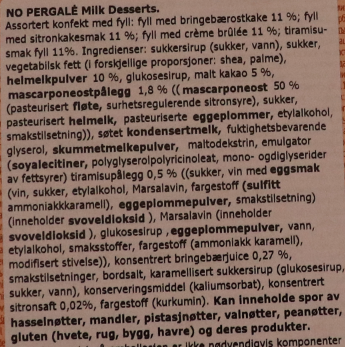 NO PERGALĖ Milk Desserts.
Assortert konfekt med fyll: fyll med bringebærostkake 11 %; fyll
med sitronkakesmak 11 %; fyll med crème brûlée 11 %; tiramisu-
smak fyll 11%. Ingredienser: sukkersirup (sukker, vann), sukker,
vegetabilsk fett (i forskjellige proporsjoner: shea, palme),
helmelkpulver 10 %, glukosesirup, malt kakao 5 %,
mascarponeostpålegg 1,8 % ((mascarponeost 50 %
(pasteurisert fløte, surhetsregulerende sitronsyre), sukker,
pasteurisert helmelk, pasteuriserte eggeplommer, etylalkohol,
smakstilsetning)), søtet kondensertmelk, fuktighetsbevarende
glyserol, skummetmelkepulver, maltodekstrin, emulgator
(soyalecitiner, polyglyserolpolyricinoleat, mono- ogdiglyserider
av fettsyrer) tiramisupålegg 0,5 % ((sukker, vin med eggsmak
(vin, sukker, etylalkohol, Marsalavin, fargestoff (sulfitt
ammoniakkkaramel), eggeplommepulver, smakstilsetning)
(inneholder svoveldioksid ), Marsalavin (inneholder
svoveldioksid ), glukosesirup ,eggeplommepulver, vann,
etylalkohol, smaksstoffer, fargestoff (ammoniakk karamel),
modifisert stivelse)), konsentrert bringebærjuice 0,27 %,
smakstilsetninger, bordsalt, karamellisert sukkersirup (glukosesirup,
sukker, vann), konserveringsmiddel (kaliumsorbat), konsentrert
sitronsaft 0,02%, fargestoff (kurkumin). Kan inneholde spor av
hasselnøtter, mandler, pistasjnøtter, valnøtter, peanøtter,
gluten (hvete, rug, bygg, havre) og deres produkter.
er ikke nødvendigvis komponenter